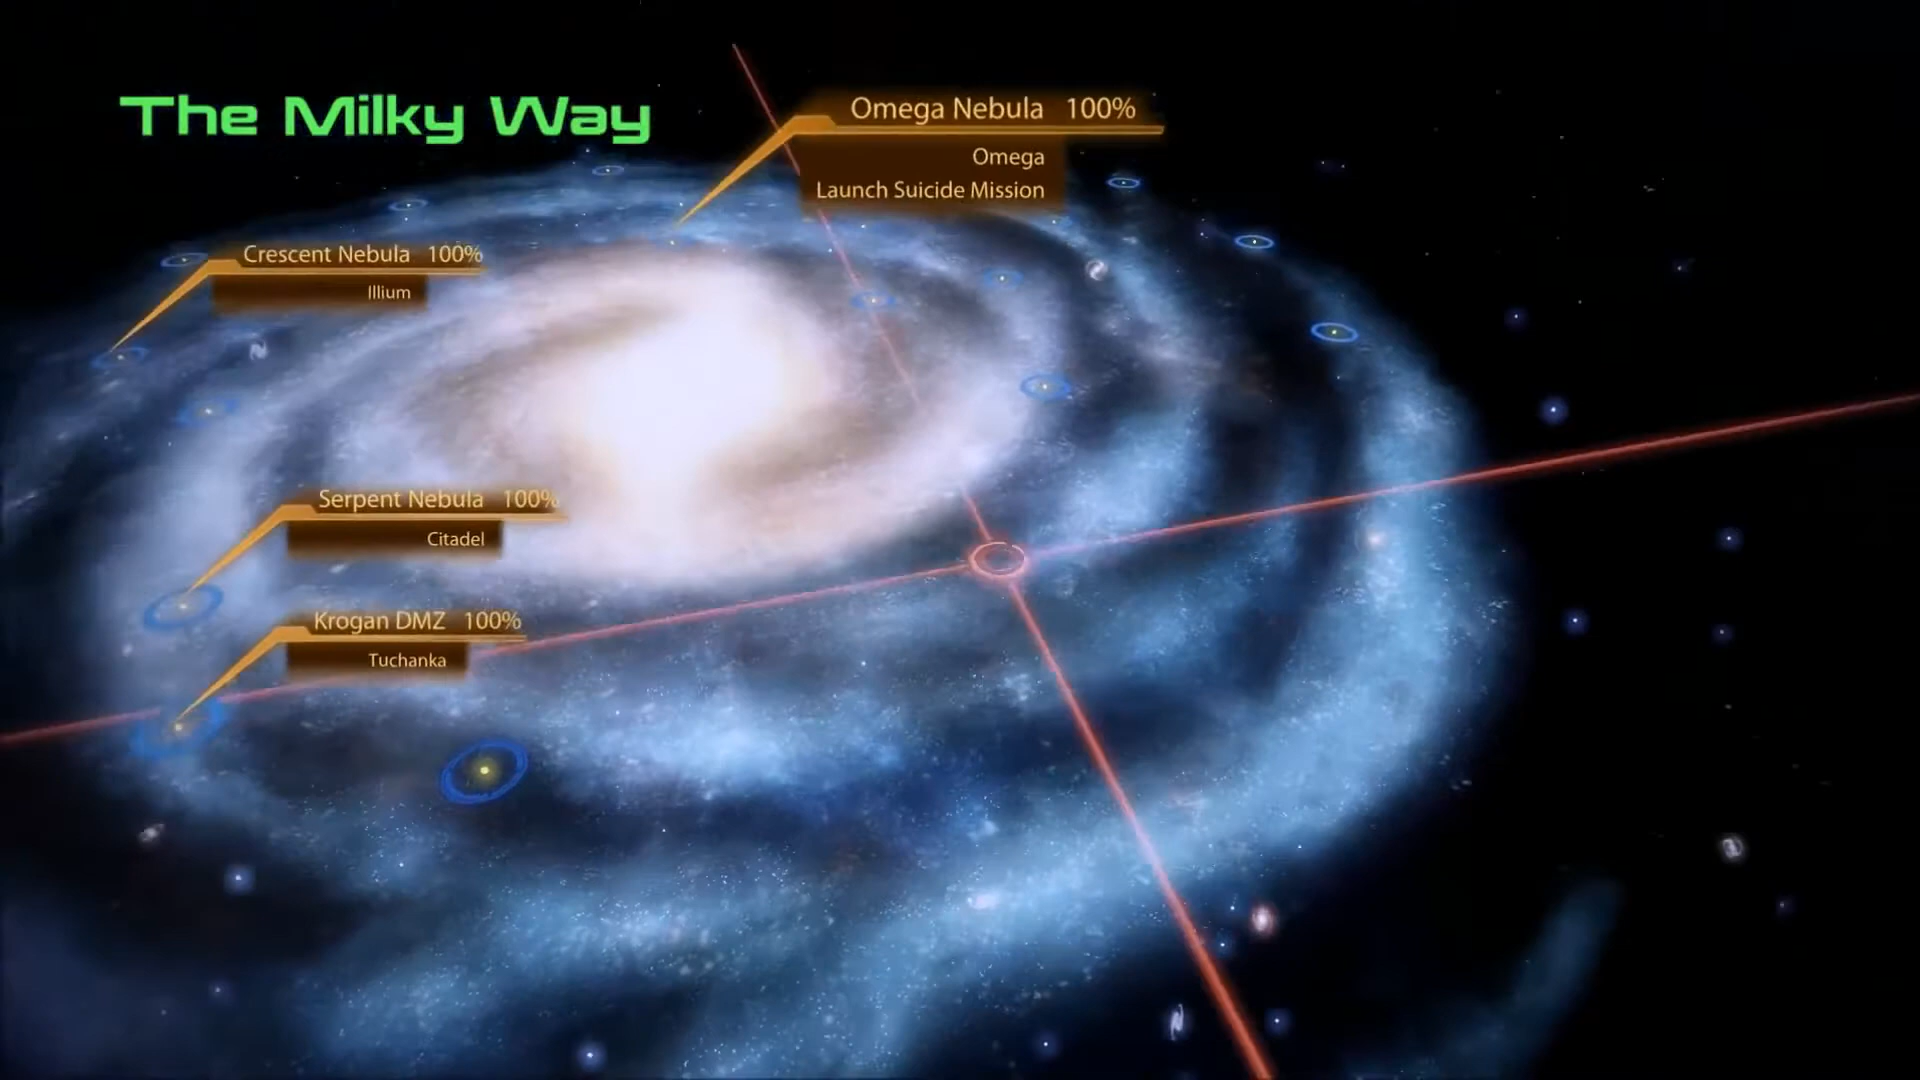 The Milky Way
Omega Nebula 100%
Omega
Launch Suicide Mission
Crescent Nebula 100%
Illium
Serpent Nebula 100%
Citadel
Krogan DMZ 100%
Tuchanka